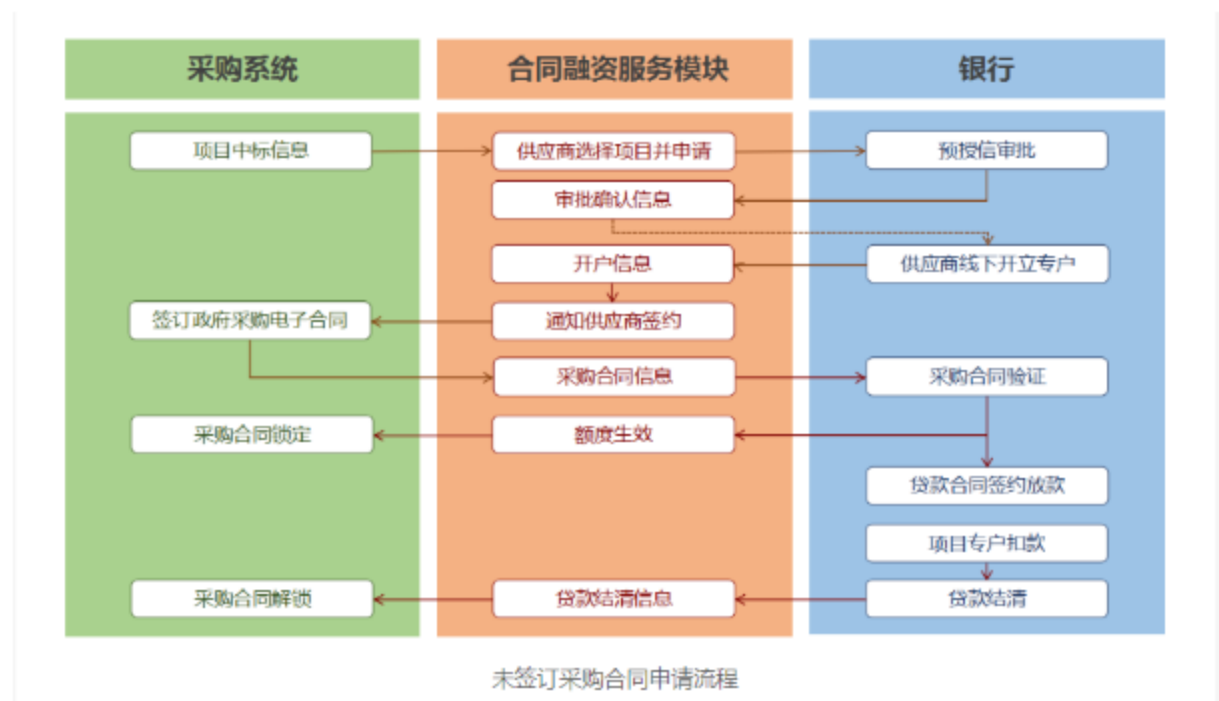 采购系统
合同融资服务模块
银行
项目中标信息
供应商选择项目并申请
预授信审批
审批确认信息
开户信息
供应商线下开立专户
签订政府采购电子合同
通知供应商签约
采购合同信息
采购合同验证
采购合同锁定
额度生效
贷款合同签约放款
项目专户扣款
采购合同解锁
贷款结清信息
贷款结清
未签订采购合同申请流程